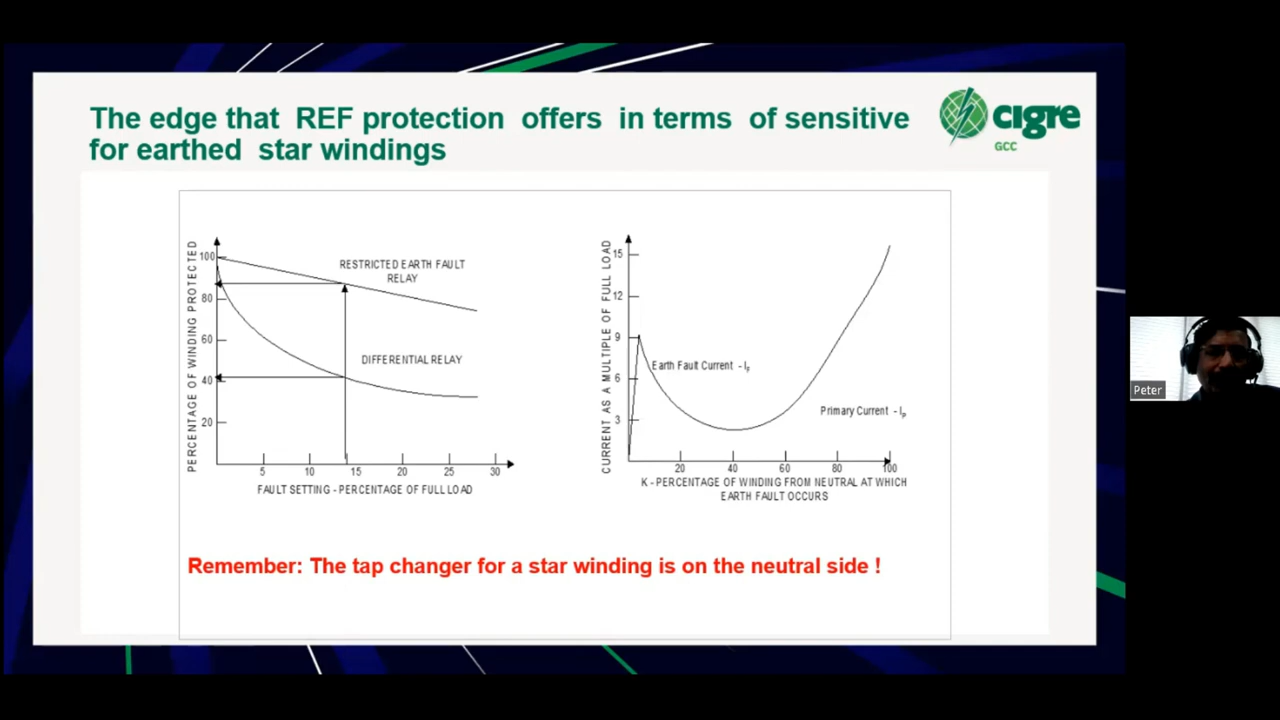 The edge that REF protection offers in terms of sensitive
for earthed star windings
cigre
GCC
PERCENTAGE OF WINDING PROTECTED
100
80
60
40
20
RESTRICTED EARTH FAULT
RELAY
DIFFERENTIAL RELAY
5 10 15 20 25 30
FAULT SETTING - PERCENTAGE OF FULL LOAD
CURRENT AS A MULTIPLE OF FULL LOAD
15
12
9
6
3
Earth Fault Current - IF
Primary Current - Ip
20 40 60 80 100
K - PERCENTAGE OF WINDING FROM NEUTRAL AT WHICH
EARTH FAULT OCCURS
Remember: The tap changer for a star winding is on the neutral side !
Peter